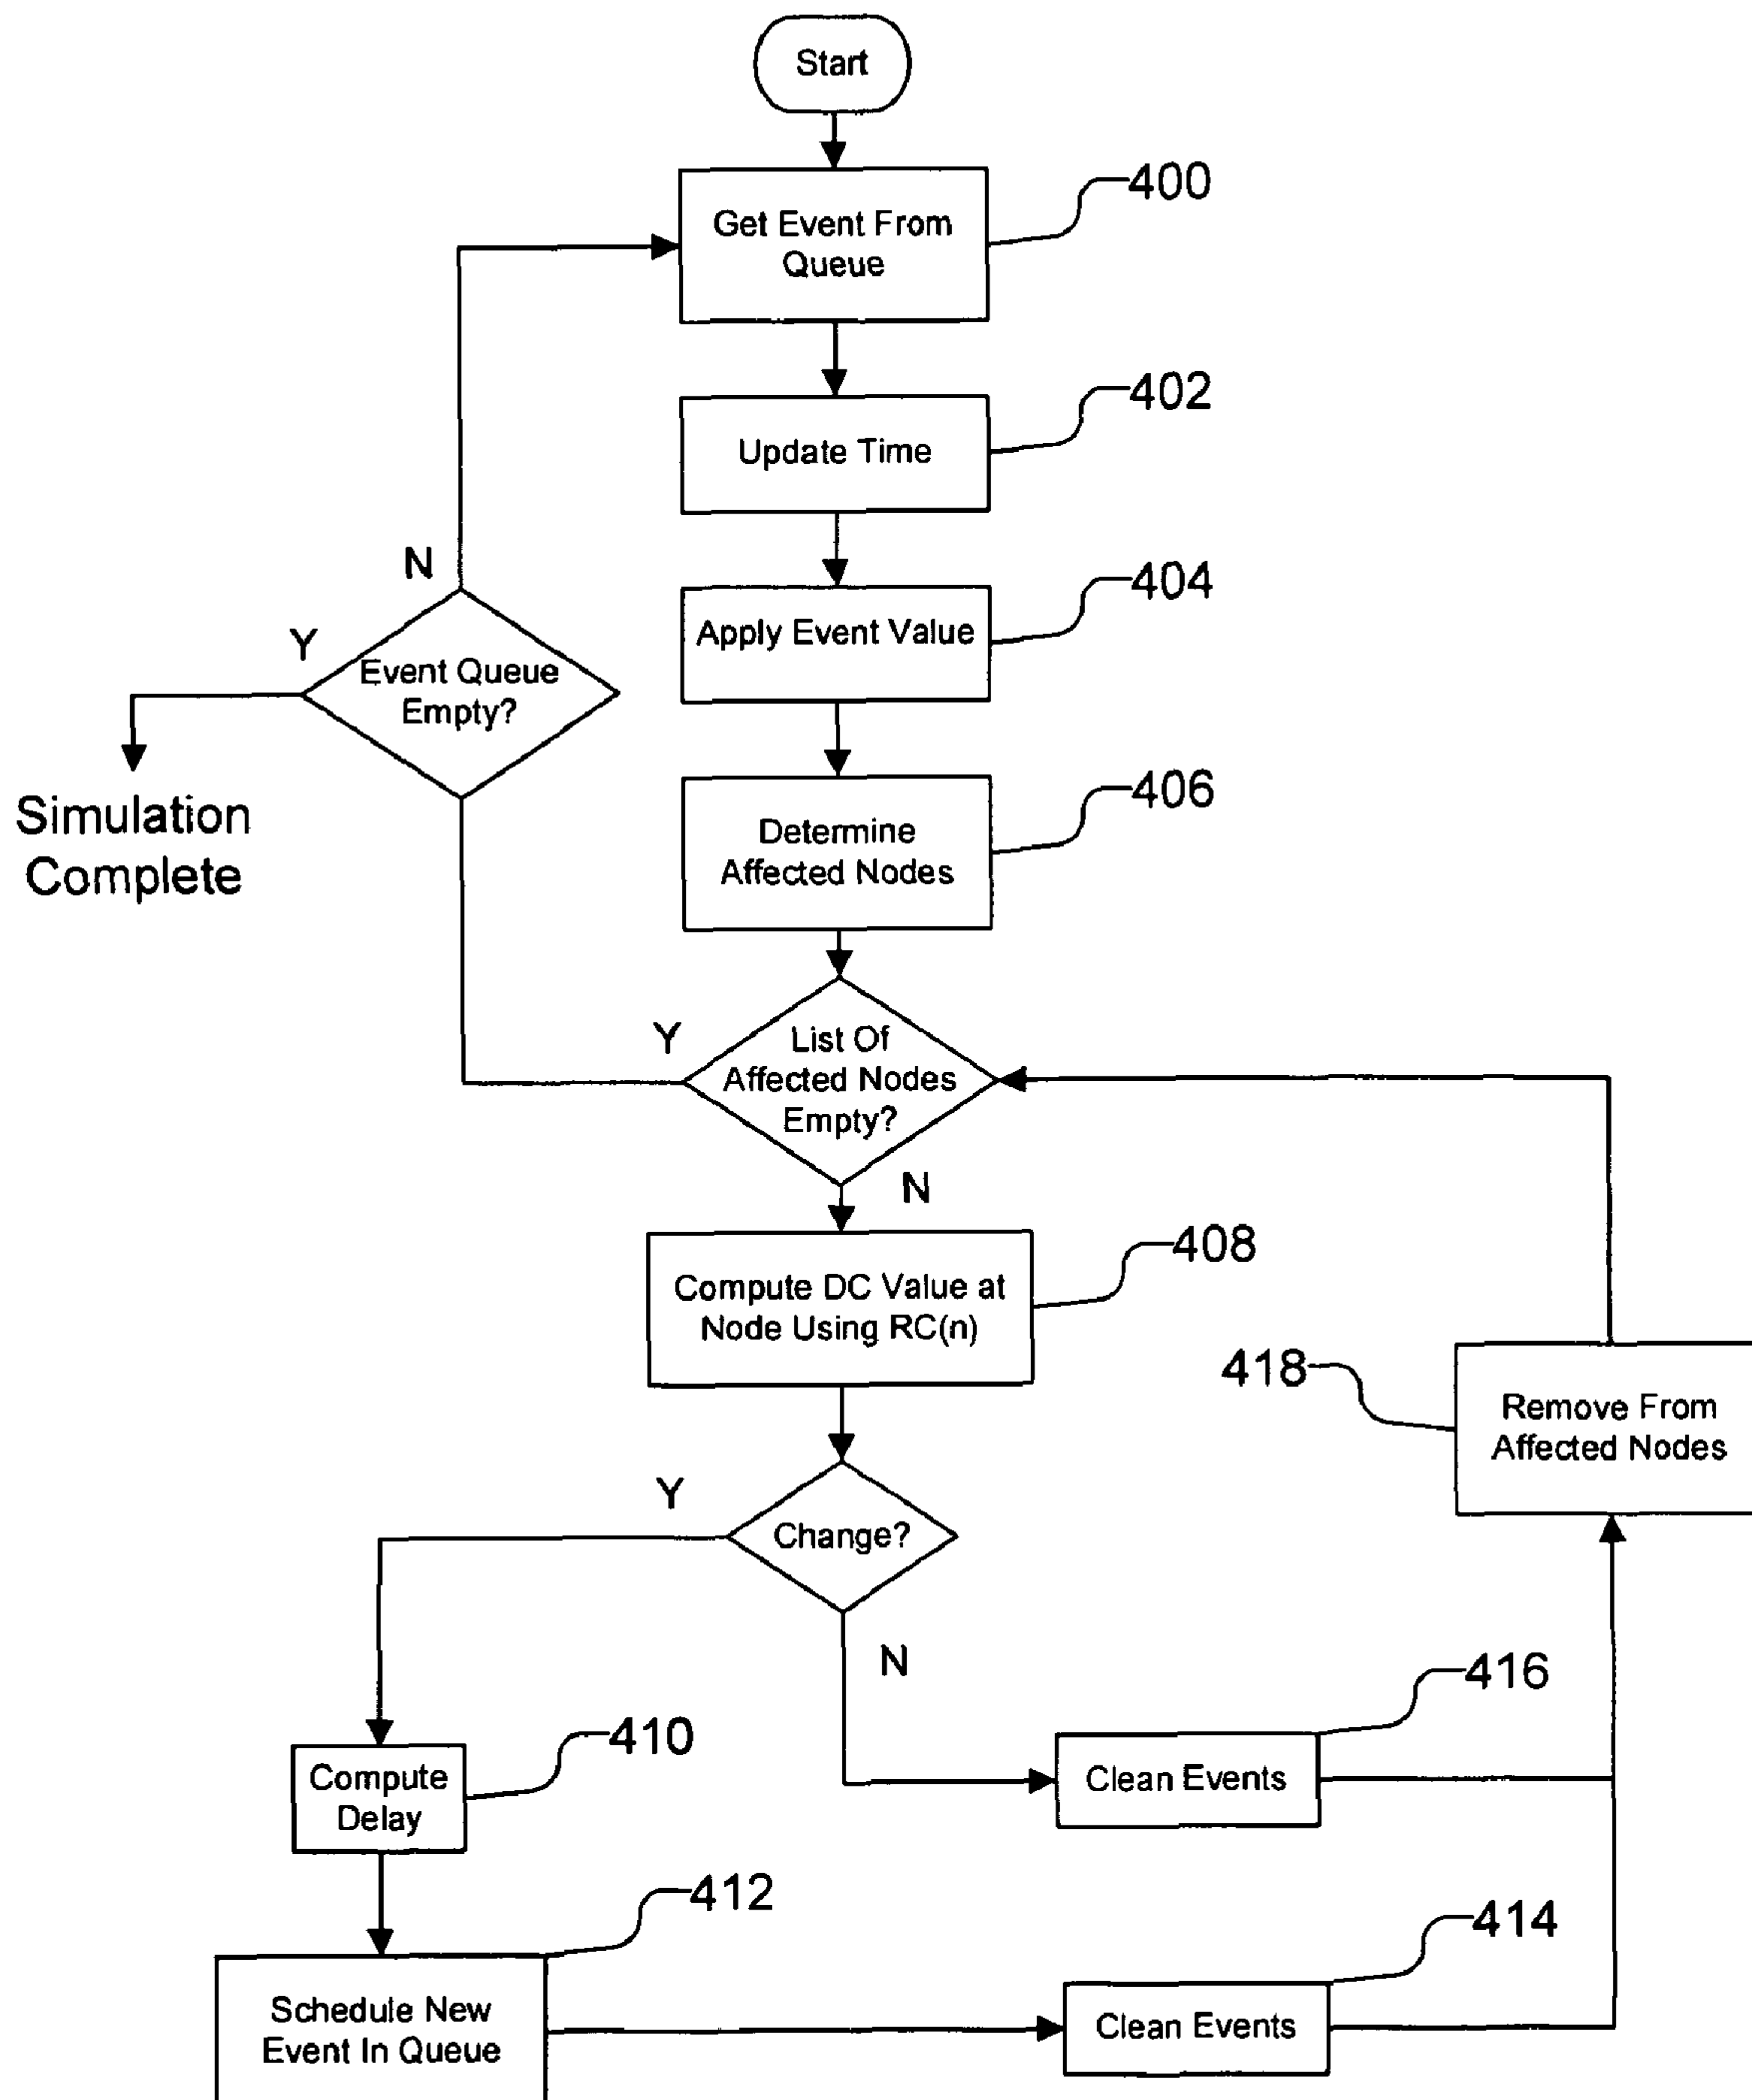 Start
400
Get Event From
Queue
402
Update Time
N
404
Y
Apply Event Value
Event Queue
Empty?
406
Simulation
Complete
Determine
Affected Nodes
Y
List Of
Affected Nodes
Empty?
N
408
Compute DC Value at
Node Using RC(n)
418
Remove From
Affected Nodes
Y
Change?
N
416
410
Compute
Delay
Clean Events
412
414
Schedule New
Event In Queue
Clean Events